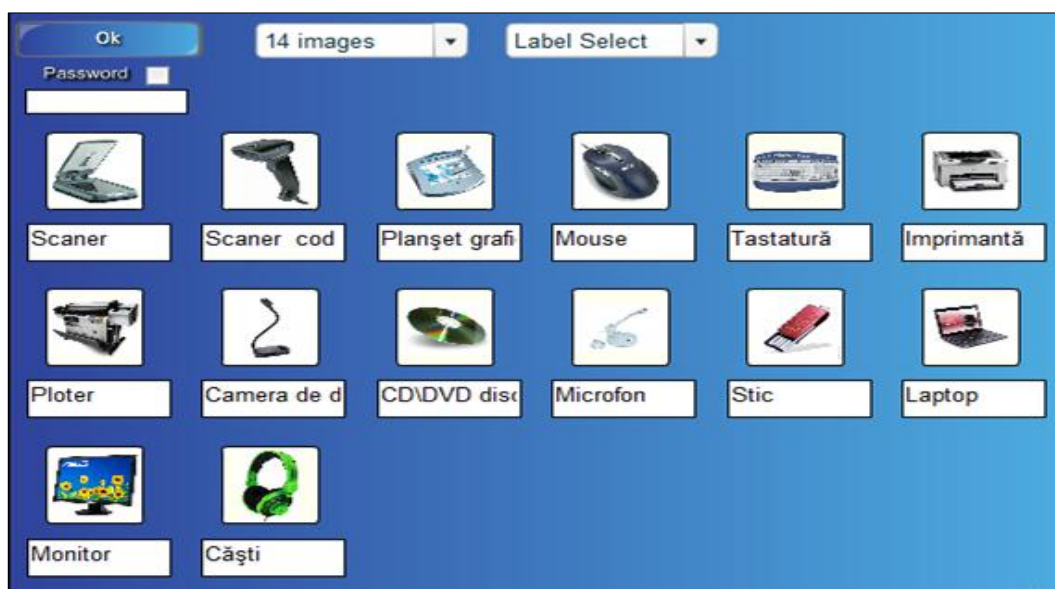 Ok 14 images Label Select
Password
Scaner Scaner cod Planşet grafi Mouse Tastatură Imprimantă
Ploter Camera de d CD\DVD disc Microfon Stic Laptop
Monitor Căşti